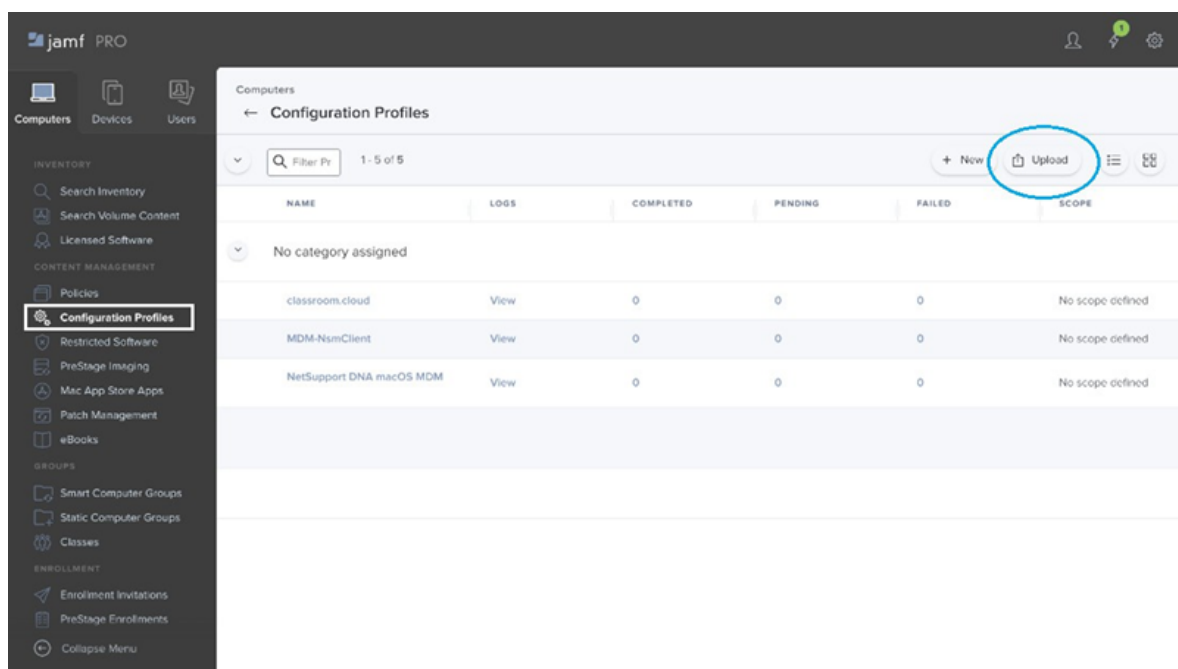 jamf PRO
1
Computers Devices Users
INVENTORY
Search Inventory
Search Volume Content
Licensed Software
CONTENT MANAGEMENT
Policies
Configuration Profiles
Restricted Software
PreStage Imaging
Mac App Store Apps
Patch Management
eBooks
GROUPS
Smart Computer Groups
Static Computer Groups
Classes
ENROLLMENT
Enrollment Invitations
PreStage Enrollments
Collapse Menu
Computers
← Configuration Profiles
Filter Pr 1 - 5 of 5 + New Upload
NAME LOGS COMPLETED PENDING FAILED SCOPE
No category assigned
classroom.cloud View 0 0 0 No scope defined
MDM-NsmClient View 0 0 0 No scope defined
NetSupport DNA macOS MDM View 0 0 0 No scope defined